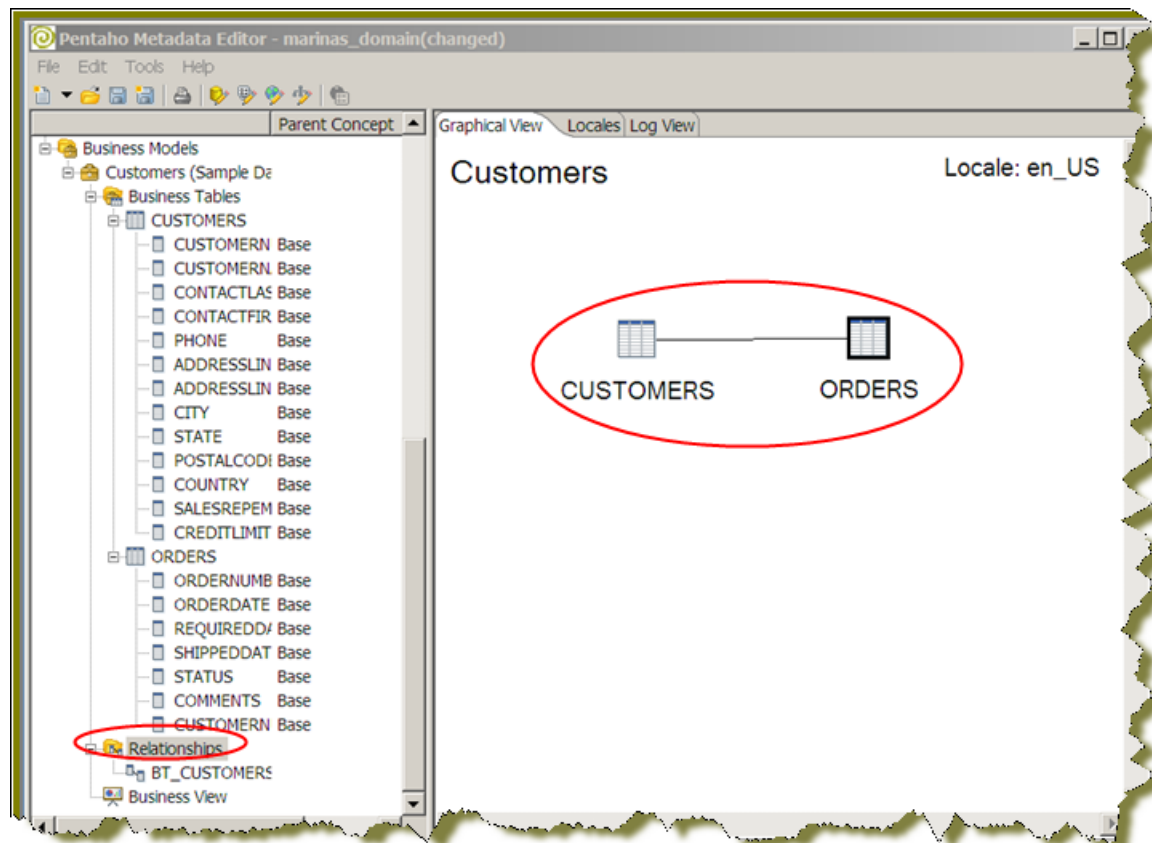 Pentaho Metadata Editor - marinas_domain(changed)
File Edit Tools Help
Parent Concept
Graphical View Locales Log View
Business Models
Customers (Sample Da
Business Tables
CUSTOMERS
CUSTOMERN Base
CUSTOMERN. Base
CONTACTLAS Base
CONTACTFIR Base
PHONE Base
ADDRESSLIN Base
ADDRESSLIN Base
CITY Base
STATE Base
POSTALCODE Base
COUNTRY Base
SALESREPEM Base
CREDITLIMIT Base
ORDERS
ORDERNUMB Base
ORDERDATE Base
REQUIREDDA Base
SHIPPEDDAT Base
STATUS Base
COMMENTS Base
CUSTOMERN Base
Relationships
BT_CUSTOMERS
Business View
Customers
Locale: en_US
CUSTOMERS
ORDERS